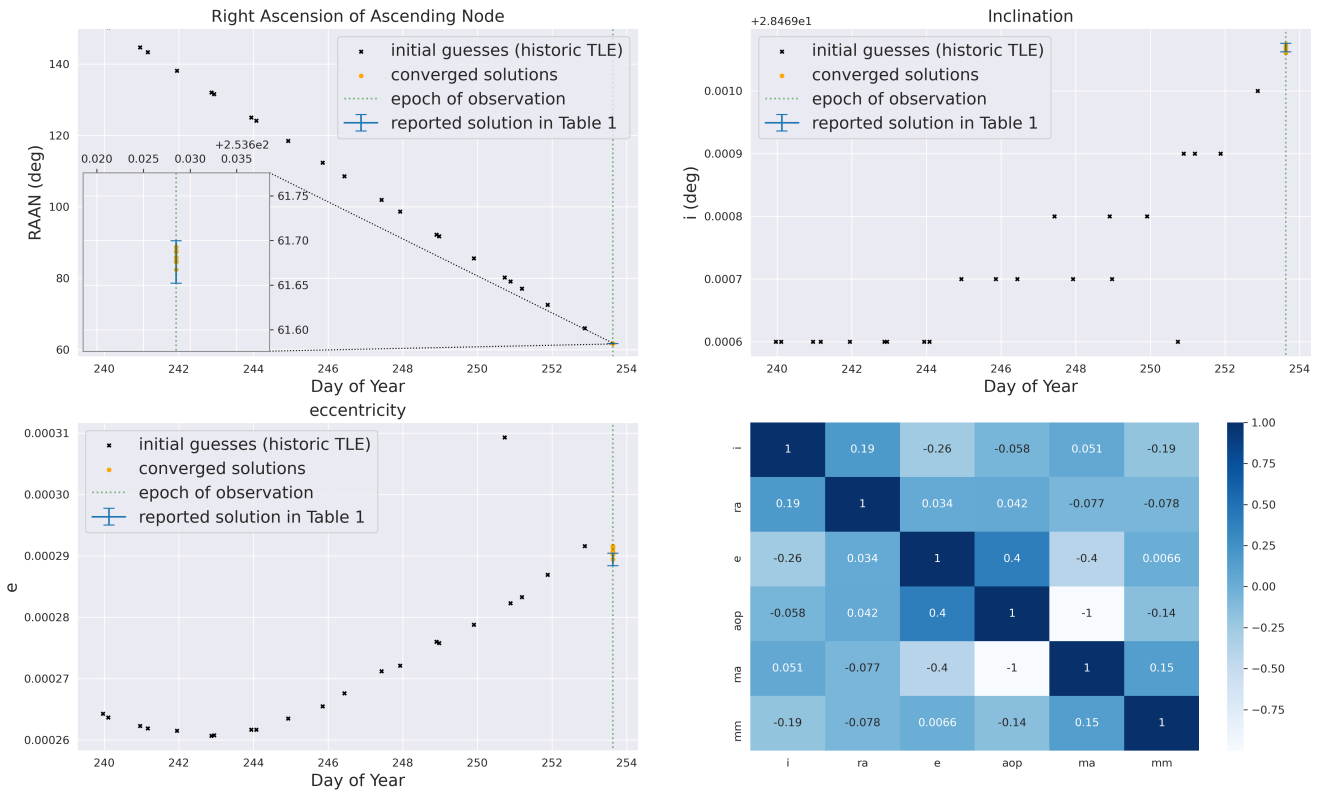 Right Ascension of Ascending Node
initial guesses (historic TLE)
converged solutions
epoch of observation
reported solution in Table 1
RAAN (deg)
140
120
100
80
60
+2.536e2
0.020 0.025 0.030 0.035
61.75
61.70
61.65
61.60
240 242 244 246 248 250 252 254
Day of Year
+2.8469e1
Inclination
initial guesses (historic TLE)
converged solutions
epoch of observation
reported solution in Table 1
i (deg)
0.0010
0.0009
0.0008
0.0007
0.0006
240 242 244 246 248 250 252 254
Day of Year
eccentricity
initial guesses (historic TLE)
converged solutions
epoch of observation
reported solution in Table 1
e
0.00031
0.00030
0.00029
0.00028
0.00027
0.00026
240 242 244 246 248 250 252 254
Day of Year
i 1 0.19 -0.26 -0.058 0.051 -0.19
ra 0.19 1 0.034 0.042 -0.077 -0.078
e -0.26 0.034 1 0.4 -0.4 0.0066
aop -0.058 0.042 0.4 1 -1 -0.14
ma 0.051 -0.077 -0.4 -1 1 0.15
mm -0.19 -0.078 0.0066 -0.14 0.15 1
i ra e aop ma mm
1.00
0.75
0.50
0.25
0.00
−0.25
−0.50
−0.75